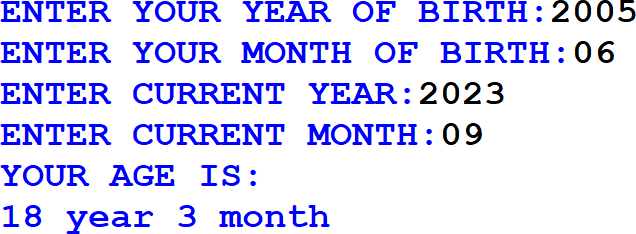 ENTER YOUR YEAR OF BIRTH:2005
ENTER YOUR MONTH OF BIRTH:06
ENTER CURRENT YEAR:2023
ENTER CURRENT MONTH:09
YOUR AGE IS:
18 year 3 month